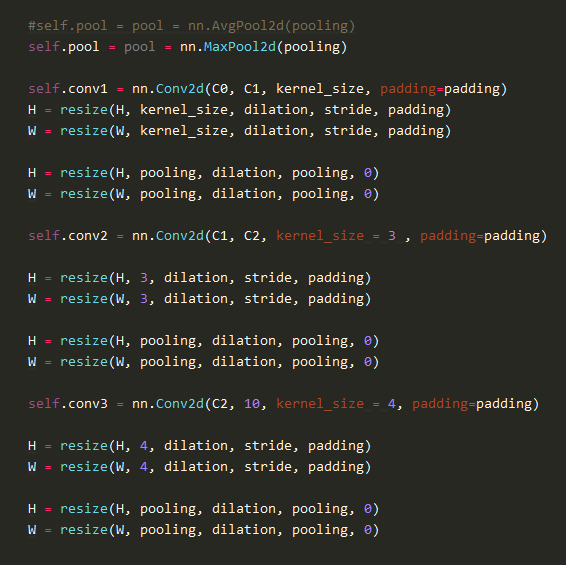 #self.pool = pool = nn.AvgPool2d(pooling)
self.pool = pool = nn.MaxPool2d(pooling)
self.conv1 = nn.Conv2d(C0, C1, kernel_size, padding=padding)
H = resize(H, kernel_size, dilation, stride, padding)
W = resize(W, kernel_size, dilation, stride, padding)
H = resize(H, pooling, dilation, pooling, 0)
W = resize(W, pooling, dilation, pooling, 0)
self.conv2 = nn.Conv2d(C1, C2, kernel_size = 3 , padding=padding)
H = resize(H, 3, dilation, stride, padding)
W = resize(W, 3, dilation, stride, padding)
H = resize(H, pooling, dilation, pooling, 0)
W = resize(W, pooling, dilation, pooling, 0)
self.conv3 = nn.Conv2d(C2, 10, kernel_size = 4, padding=padding)
H = resize(H, 4, dilation, stride, padding)
W = resize(W, 4, dilation, stride, padding)
H = resize(H, pooling, dilation, pooling, 0)
W = resize(W, pooling, dilation, pooling, 0)